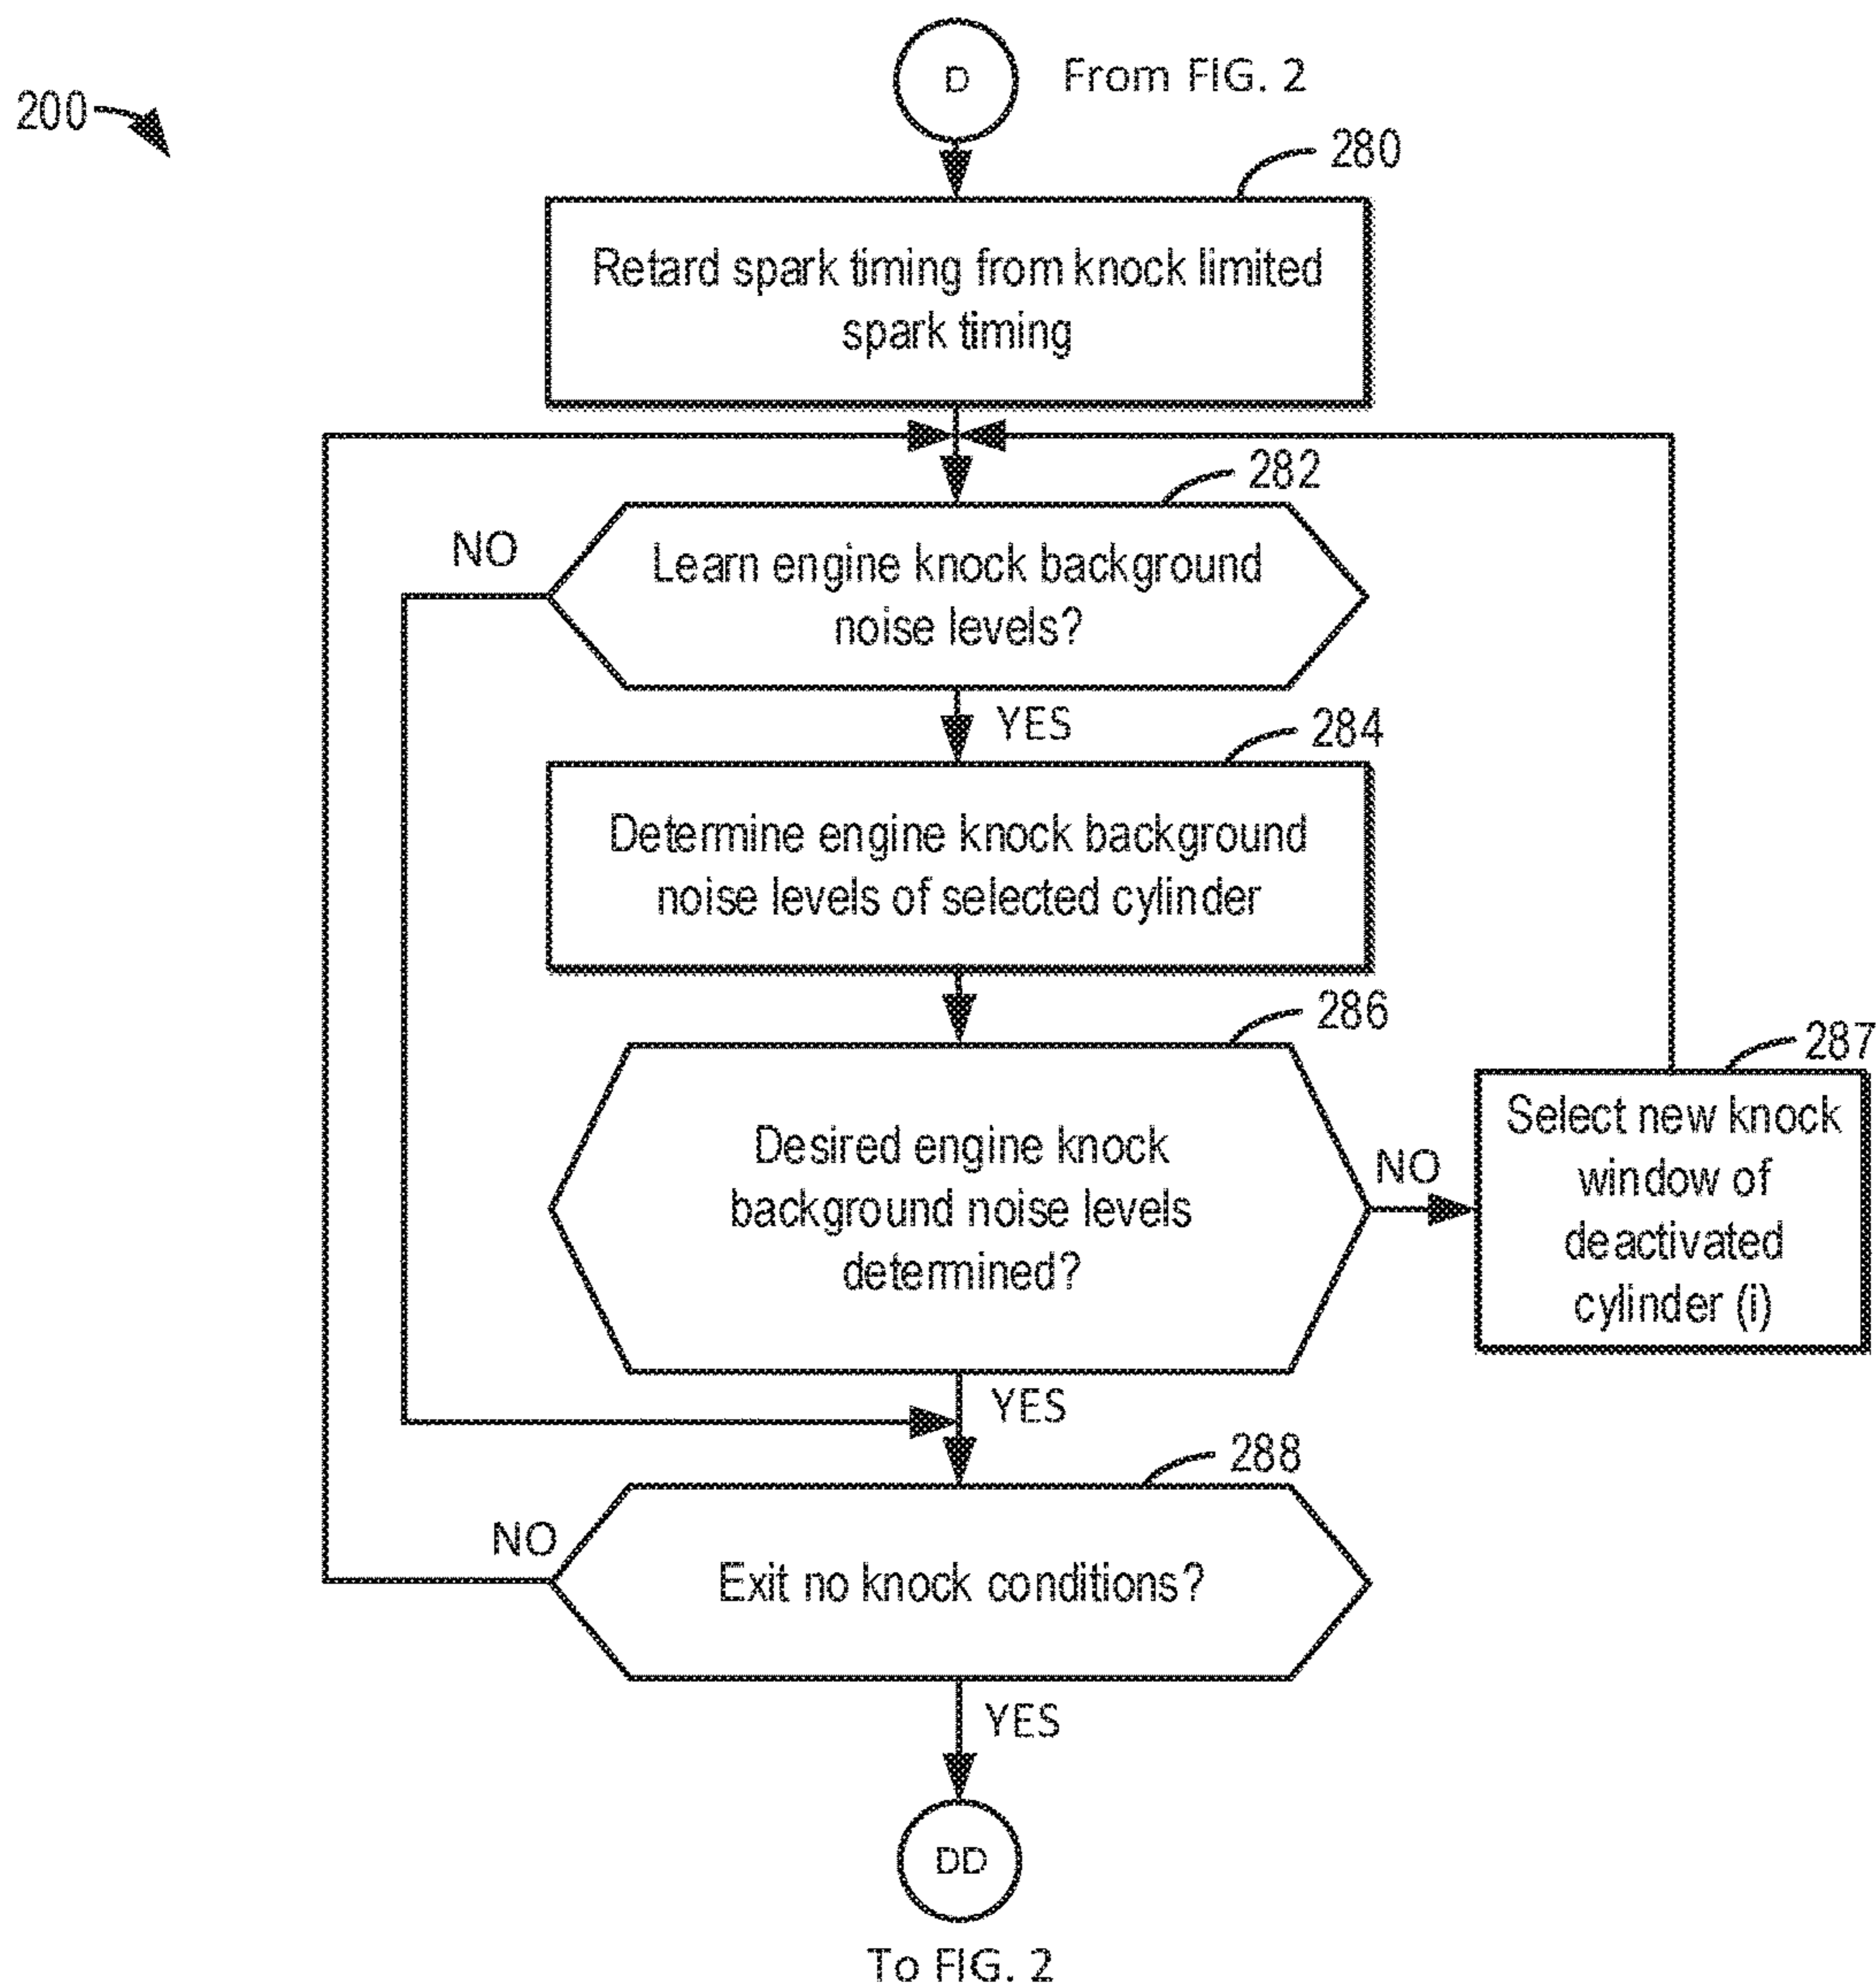 D
From FIG. 2
200
280
Retard spark timing from knock limited
spark timing
282
NO
Learn engine knock background
noise levels?
YES
284
Determine engine knock background
noise levels of selected cylinder
286
Desired engine knock
background noise levels
determined?
NO
287
Select new knock
window of
deactivated
cylinder (i)
YES
288
NO
Exit no knock conditions?
YES
DD
To FIG. 2